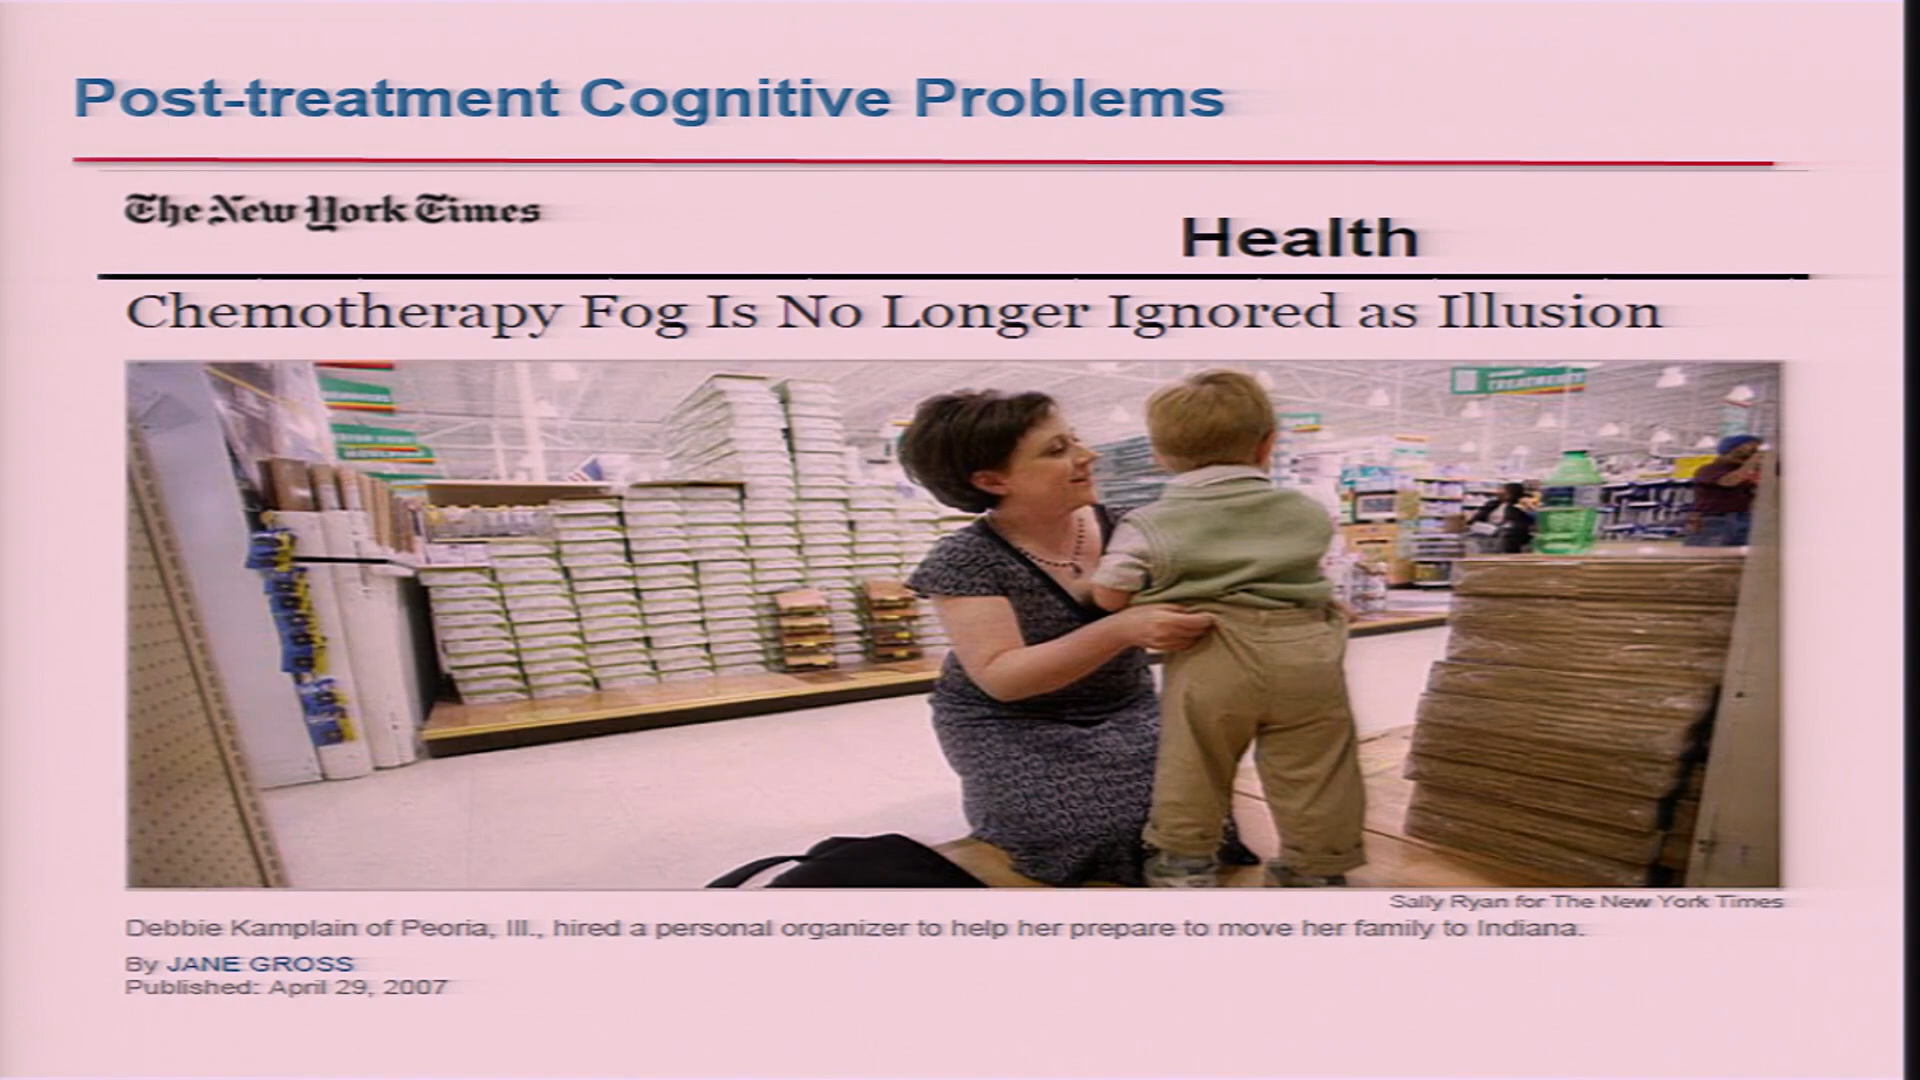 Post-treatment Cognitive Problems
The New York Times
Health
Chemotherapy Fog Is No Longer Ignored as Illusion
TREATMENTS
Sally Ryan for The New York Times
Debbie Kamplain of Peoria, Ill., hired a personal organizer to help her prepare to move her family to Indiana.
By JANE GROSS
Published: April 29, 2007